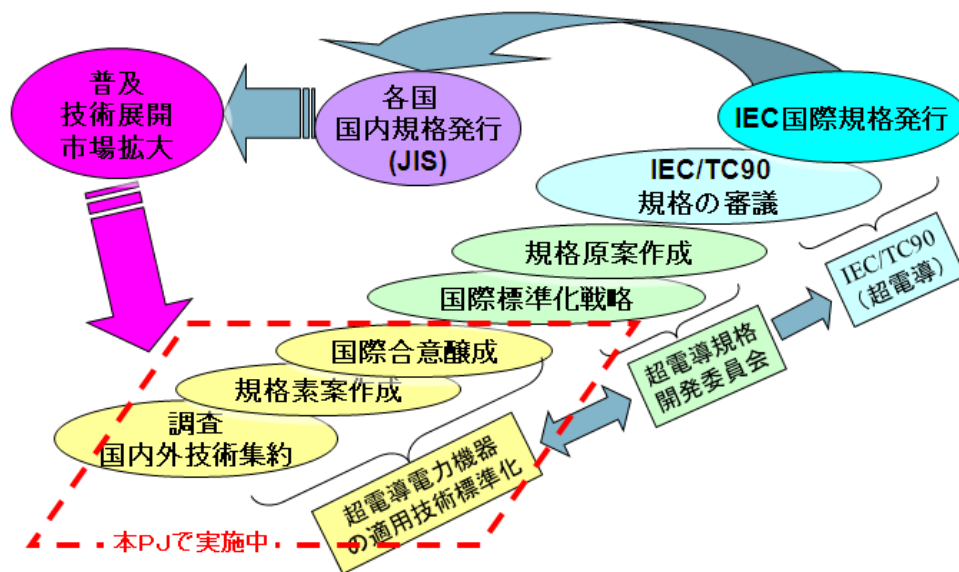 普及
技術展開
市場拡大
各国
国内規格発行
(JIS)
IEC国際規格発行
IEC/TC90
規格の審議
規格原案作成
国際標準化戦略
国際合意醸成
規格素案作成
調査
国内外技術集約
IEC/TC90
(超電導)
超電導規格
開発委員会
超電導電力機器
の適用技術標準化
本PJで実施中